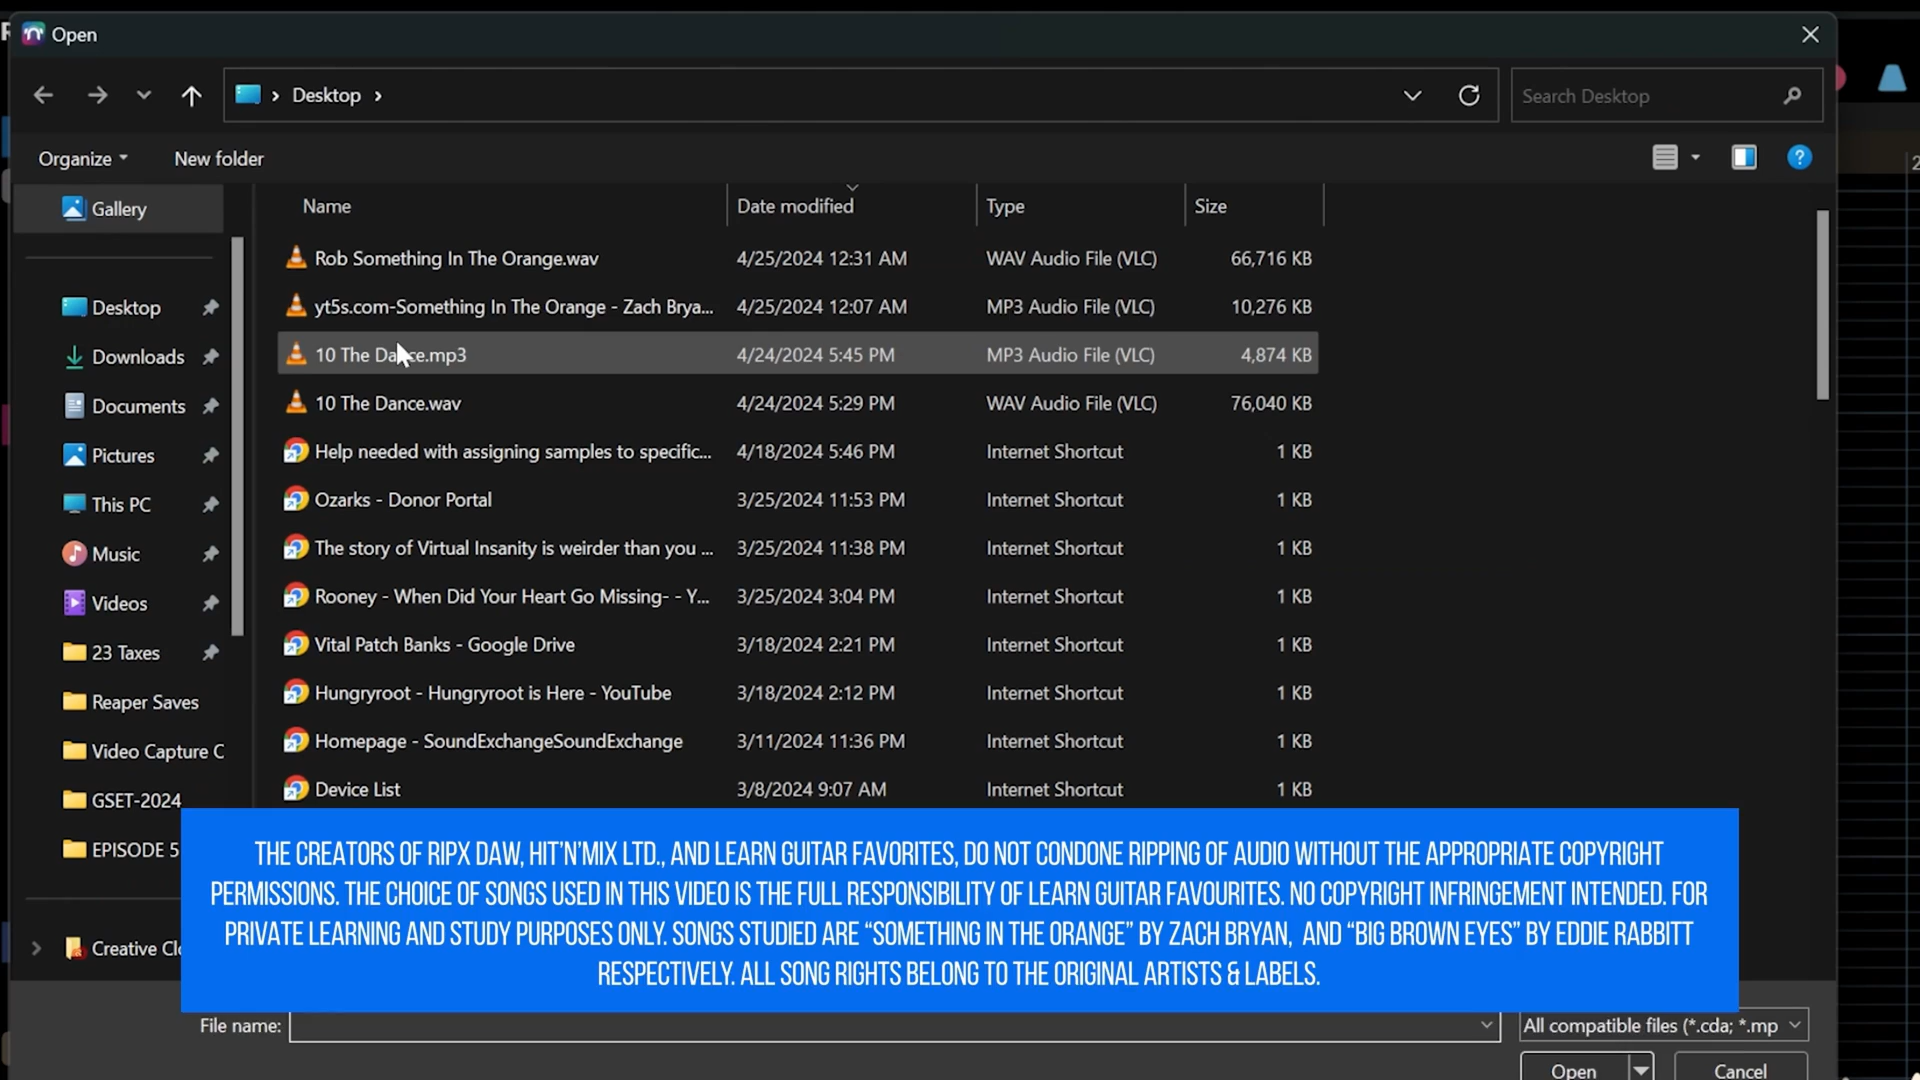 Open
Desktop
Search Desktop
Organize
New folder
Gallery
Name
Date modified
Type
Size
Rob Something In The Orange.wav 4/25/2024 12:31 AM WAV Audio File (VLC) 66,716 KB
Desktop
yt5s.com-Something In The Orange - Zach Brya... 4/25/2024 12:07 AM MP3 Audio File (VLC) 10,276 KB
Downloads
10 The Dance.mp3 4/24/2024 5:45 PM MP3 Audio File (VLC) 4,874 KB
Documents
10 The Dance.wav 4/24/2024 5:29 PM WAV Audio File (VLC) 76,040 KB
Pictures
Help needed with assigning samples to specific... 4/18/2024 5:46 PM Internet Shortcut 1 KB
This PC
Ozarks - Donor Portal 3/25/2024 11:53 PM Internet Shortcut 1 KB
Music
The story of Virtual Insanity is weirder than you ... 3/25/2024 11:38 PM Internet Shortcut 1 KB
Videos
Rooney - When Did Your Heart Go Missing- - Y... 3/25/2024 3:04 PM Internet Shortcut 1 KB
23 Taxes
Vital Patch Banks - Google Drive 3/18/2024 2:21 PM Internet Shortcut 1 KB
Reaper Saves
Hungryroot - Hungryroot is Here - YouTube 3/18/2024 2:12 PM Internet Shortcut 1 KB
Video Capture C
Homepage - SoundExchangeSoundExchange 3/11/2024 11:36 PM Internet Shortcut 1 KB
GSET-2024
Device List 3/8/2024 9:07 AM Internet Shortcut 1 KB
EPISODE 5
Creative Clo
THE CREATORS OF RIPX DAW, HIT'N'MIX LTD., AND LEARN GUITAR FAVORITES, DO NOT CONDONE RIPPING OF AUDIO WITHOUT THE APPROPRIATE COPYRIGHT
PERMISSIONS. THE CHOICE OF SONGS USED IN THIS VIDEO IS THE FULL RESPONSIBILITY OF LEARN GUITAR FAVOURITES. NO COPYRIGHT INFRINGEMENT INTENDED. FOR
PRIVATE LEARNING AND STUDY PURPOSES ONLY. SONGS STUDIED ARE “SOMETHING IN THE ORANGE” BY ZACH BRYAN, AND “BIG BROWN EYES” BY EDDIE RABBITT
RESPECTIVELY. ALL SONG RIGHTS BELONG TO THE ORIGINAL ARTISTS & LABELS.
File name:
All compatible files (*.cda; *.mp
Open
Cancel